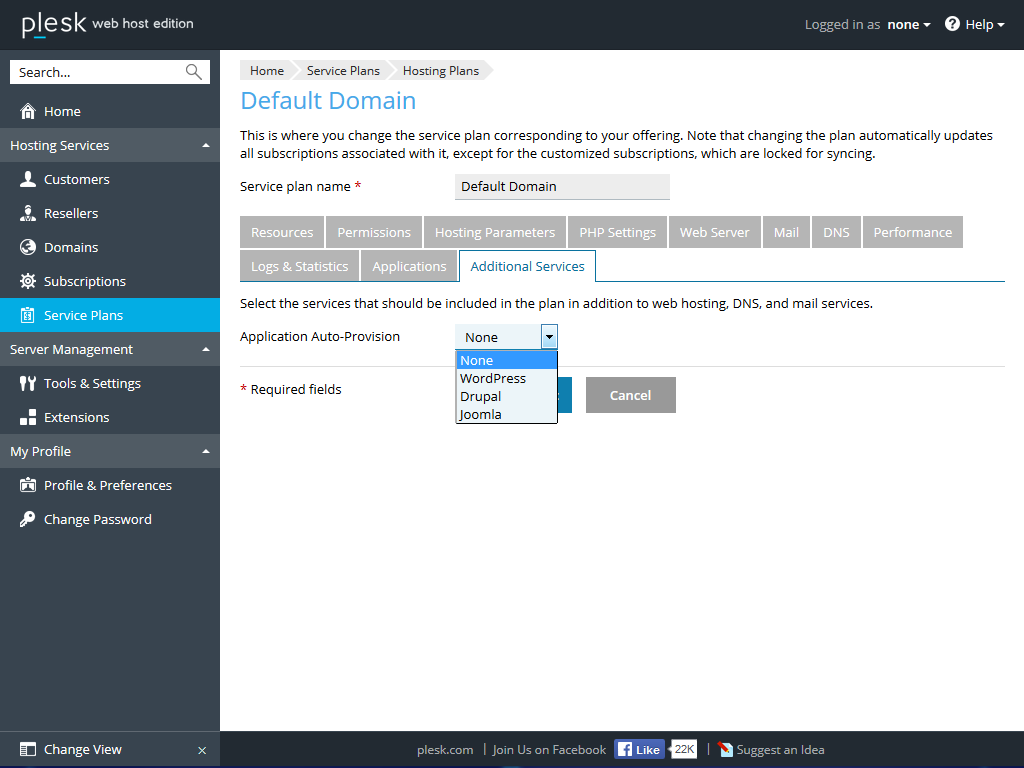 plesk web host edition
Logged in as none
Help
Search...
Home
Hosting Services
Customers
Resellers
Domains
Subscriptions
Service Plans
Server Management
Tools & Settings
Extensions
My Profile
Profile & Preferences
Change Password
Change View
Home Service Plans Hosting Plans
Default Domain
This is where you change the service plan corresponding to your offering. Note that changing the plan automatically updates
all subscriptions associated with it, except for the customized subscriptions, which are locked for syncing.
Service plan name * Default Domain
Resources Permissions Hosting Parameters PHP Settings Web Server Mail DNS Performance
Logs & Statistics Applications Additional Services
Select the services that should be included in the plan in addition to web hosting, DNS, and mail services.
Application Auto-Provision None
None
WordPress
Drupal
Joomla
* Required fields
Cancel
plesk.com | Join Us on Facebook Like 22K | Suggest an Idea